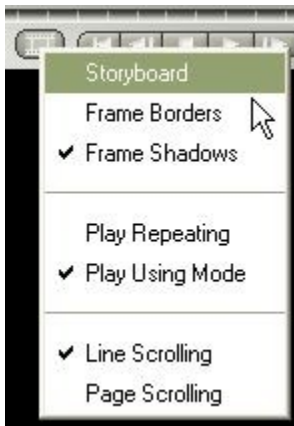 Storyboard
Frame Borders
Frame Shadows
Play Repeating
Play Using Mode
Line Scrolling
Page Scrolling